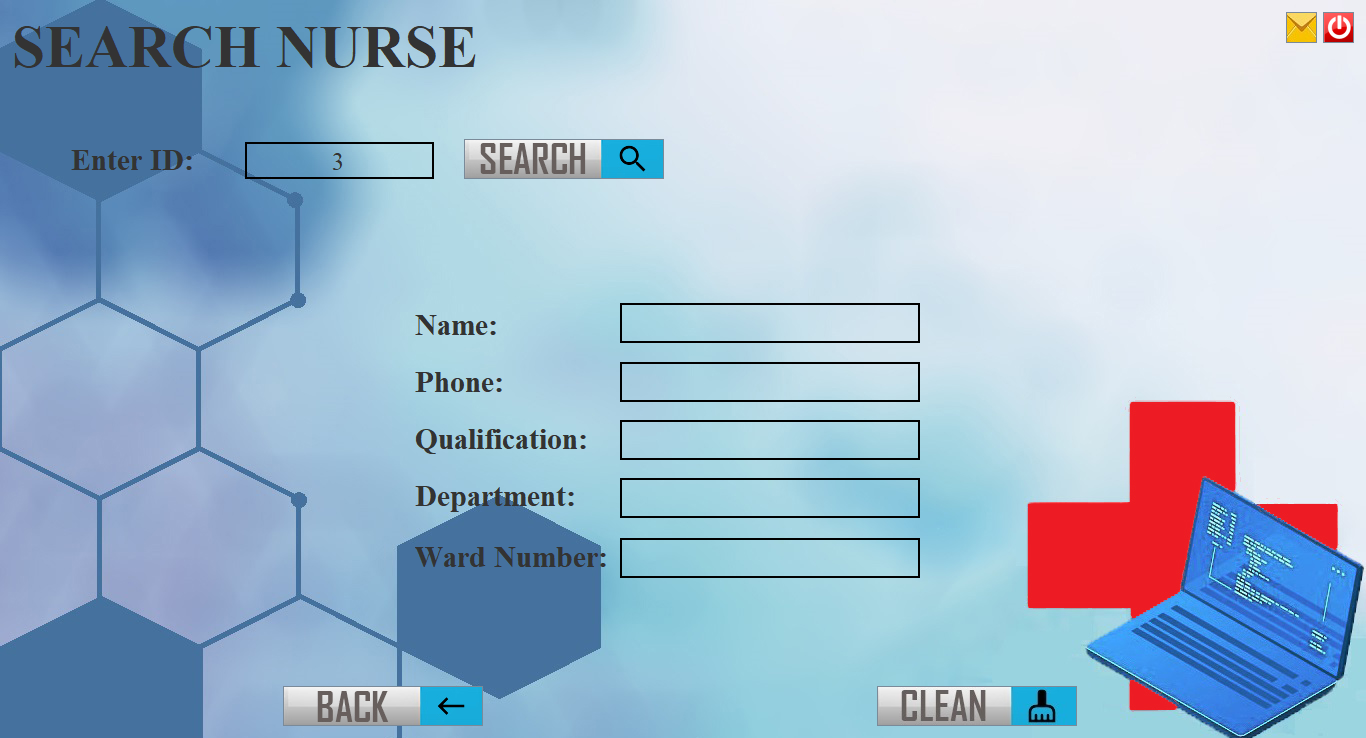 SEARCH NURSE
Enter ID: 3 SEARCH
Name:
Phone:
Qualification:
Department:
Ward Number:
BACK CLEAN